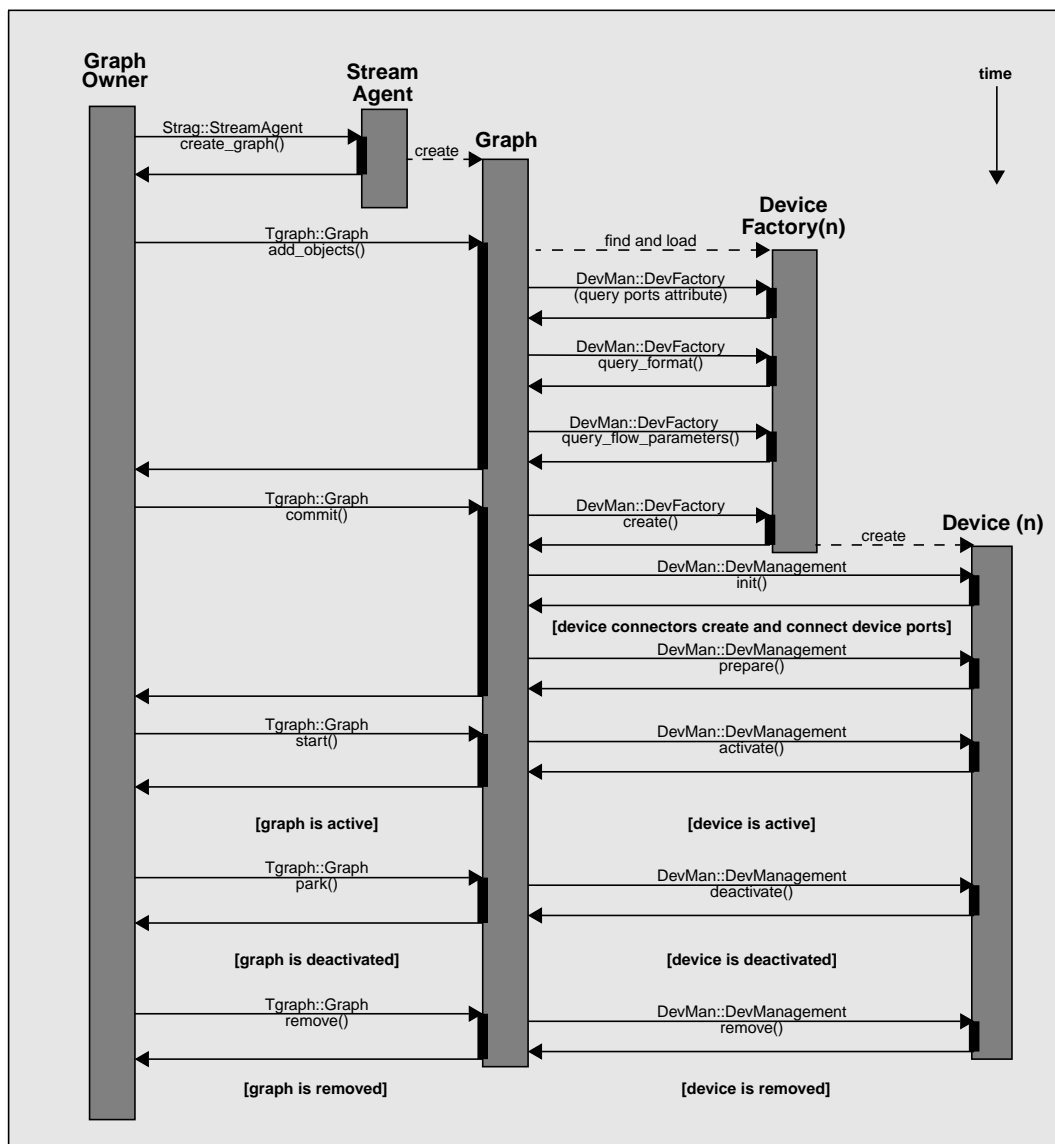 Graph
Owner
Stream
Agent
time
Strag::StreamAgent
create_graph()
create
Graph
Device
Factory(n)
Tgraph::Graph
add_objects()
find and load
DevMan::DevFactory
(query ports attribute)
DevMan::DevFactory
query_format()
DevMan::DevFactory
query_flow_parameters()
Tgraph::Graph
commit()
DevMan::DevFactory
create()
create
Device (n)
DevMan::DevManagement
init()
[device connectors create and connect device ports]
DevMan::DevManagement
prepare()
Tgraph::Graph
start()
DevMan::DevManagement
activate()
[graph is active]
[device is active]
Tgraph::Graph
park()
DevMan::DevManagement
deactivate()
[graph is deactivated]
[device is deactivated]
Tgraph::Graph
remove()
DevMan::DevManagement
remove()
[graph is removed]
[device is removed]